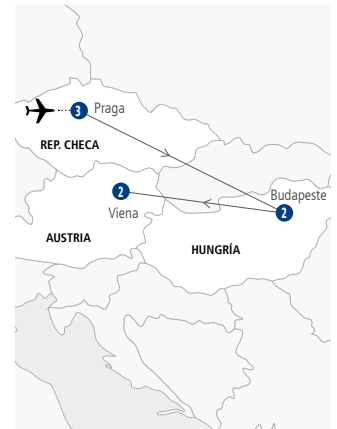 3 Praga
REP. CHECA
2
Viena
Budapeste
2
AUSTRIA
HUNGRÍA